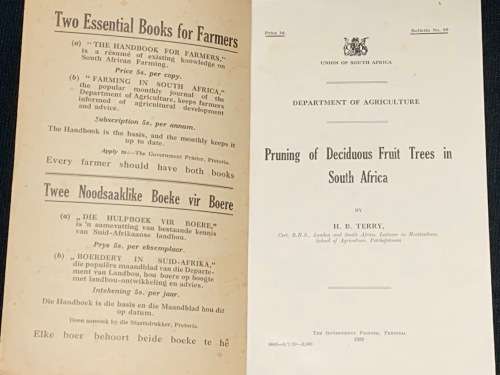 Two Essential Books for Farmers
(a) "THE HANDBOOK FOR FARMERS,"
is a résumé of existing knowledge on
South African Farming.
Price 5s. per copy.
(b) "FARMING IN SOUTH AFRICA,"
the popular monthly journal of the
Department of Agriculture, keeps farmers
informed of agricultural development
and advice.
Subscription 5s. per annum.
The Handbook is the basis, and the monthly keeps it
up to date.
Apply to:—The Government Printer, Pretoria.
Every farmer should have both books
Twee Noodsaaklike Boeke vir Boere
(a) „DIE HULPBOEK VIR BOERE,"
is 'n samevatting van bestaande kennis
van Suid-Afrikaanse landbou.
Prys 5s. per eksemplaar.
(b) „BOERDERY IN SUID-AFRIKA,"
die populêre maandblad van die Departe-
ment van Landbou, hou boere op hoogte
met landbou-ontwikkeling en advies.
Intekening 5s. per jaar.
Die Handboek is die basis en die Maandblad hou dit
op datum.
Doen aansoek by die Staatsdrukker, Pretoria.
Elke boer behoort beide boeke te hê
Price 3d.
Bulletin No.
UNION OF SOUTH AFRICA
DEPARTMENT OF AGRICULTURE
Pruning of Deciduous Fruit Trees in
South Africa
BY
H. B. TERRY,
Cert. R.H.S., London and South Africa, Lecturer in Horticulture,
School of Agriculture, Potchefstroom
The Government Printer, Pretoria